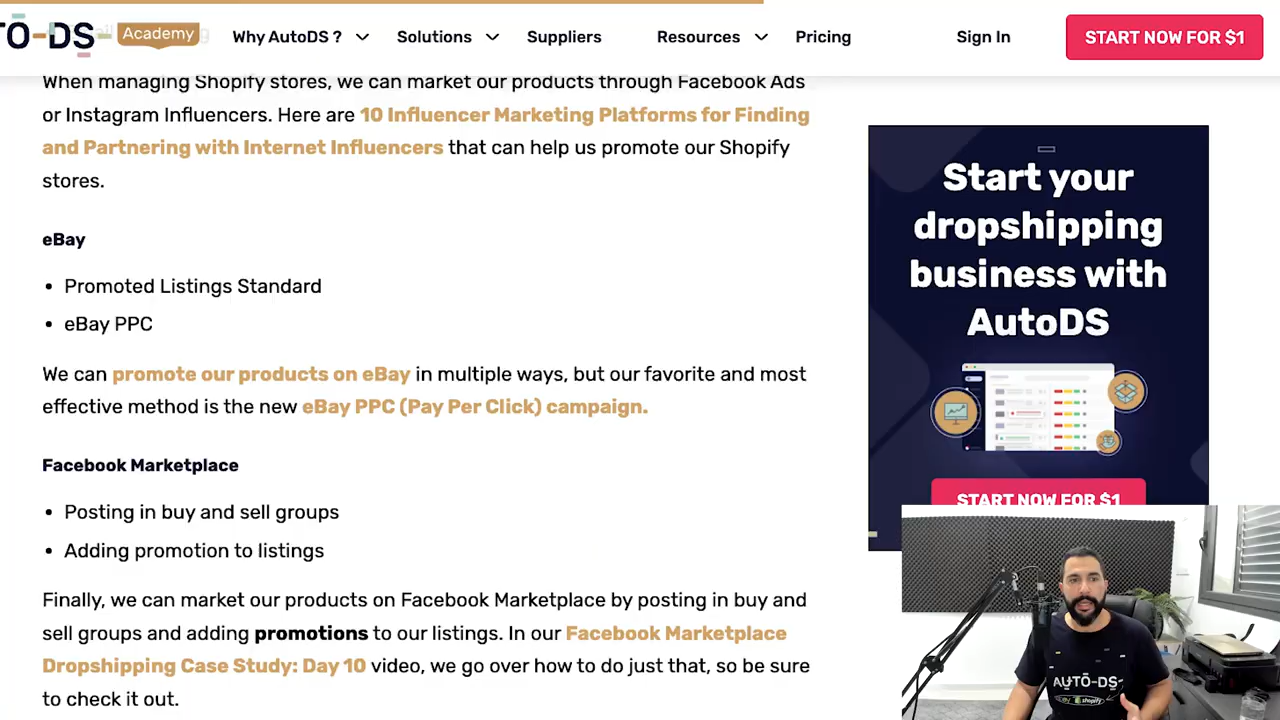 AUTO-DS Academy Why AutoDS ? Solutions Suppliers Resources Pricing Sign In START NOW FOR $1
When managing Shopify stores, we can market our products through Facebook Ads
or Instagram Influencers. Here are 10 Influencer Marketing Platforms for Finding
and Partnering with Internet Influencers that can help us promote our Shopify
stores.
eBay
• Promoted Listings Standard
• eBay PPC
We can promote our products on eBay in multiple ways, but our favorite and most
effective method is the new eBay PPC (Pay Per Click) campaign.
Facebook Marketplace
• Posting in buy and sell groups
• Adding promotion to listings
Finally, we can market our products on Facebook Marketplace by posting in buy and
sell groups and adding promotions to our listings. In our Facebook Marketplace
Dropshipping Case Study: Day 10 video, we go over how to do just that, so be sure
to check it out.
Start your
dropshipping
business with
AutoDS
START NOW FOR $1
AUTO-DS
ebay shopify